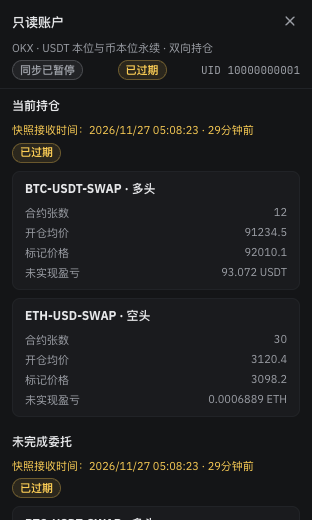 只读账户
OKX · USDT 本位与币本位永续 · 双向持仓
同步已暂停 已过期 UID 10000000001
当前持仓
快照接收时间：2026/11/27 05:08:23 · 29分钟前
已过期
BTC-USDT-SWAP · 多头
合约张数 12
开仓均价 91234.5
标记价格 92010.1
未实现盈亏 93.072 USDT
ETH-USD-SWAP · 空头
合约张数 30
开仓均价 3120.4
标记价格 3098.2
未实现盈亏 0.0006889 ETH
未完成委托
快照接收时间：2026/11/27 05:08:23 · 29分钟前
已过期